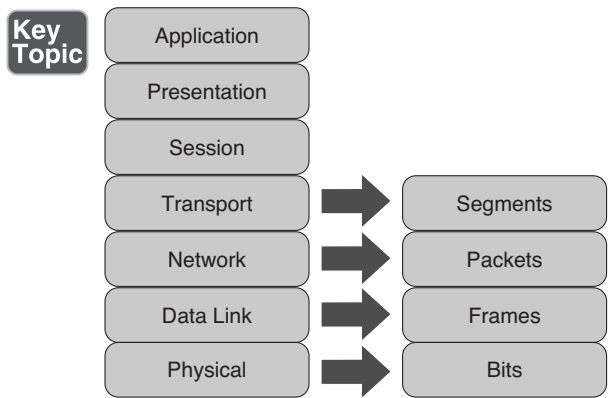 Key
Topic
Application
Presentation
Session
Transport
Segments
Network
Packets
Data Link
Frames
Physical
Bits